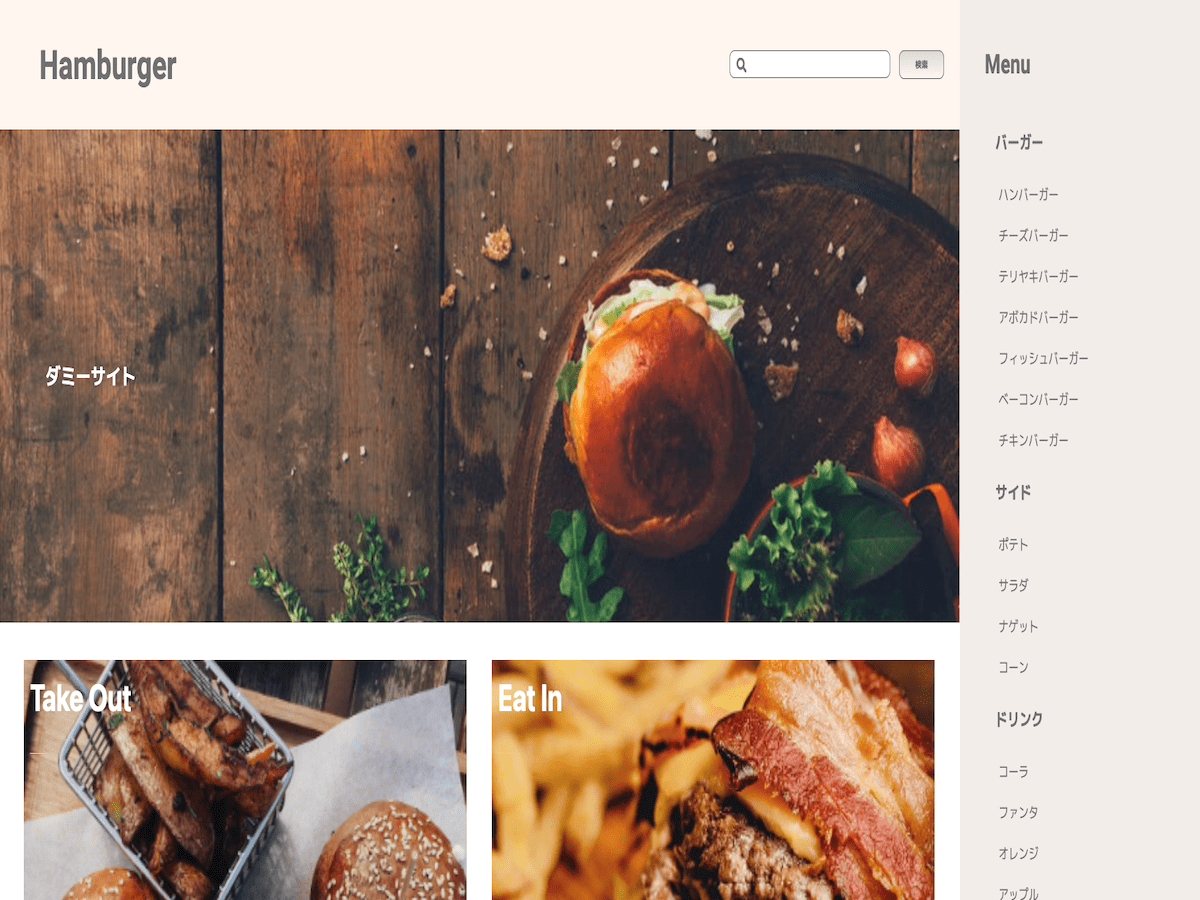 Hamburger
検索
ダミーサイト
Take Out
Eat In
Menu
バーガー
ハンバーガー
チーズバーガー
テリヤキバーガー
アボカドバーガー
フィッシュバーガー
ベーコンバーガー
チキンバーガー
サイド
ポテト
サラダ
ナゲット
コーン
ドリンク
コーラ
ファンタ
オレンジ
アップル